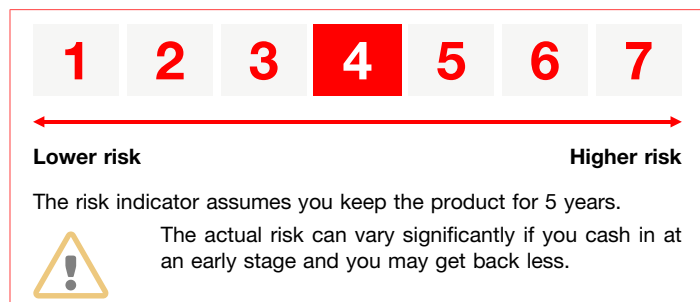 1 2 3 4 5 6 7
Lower risk Higher risk
The risk indicator assumes you keep the product for 5 years.
The actual risk can vary significantly if you cash in at
an early stage and you may get back less.